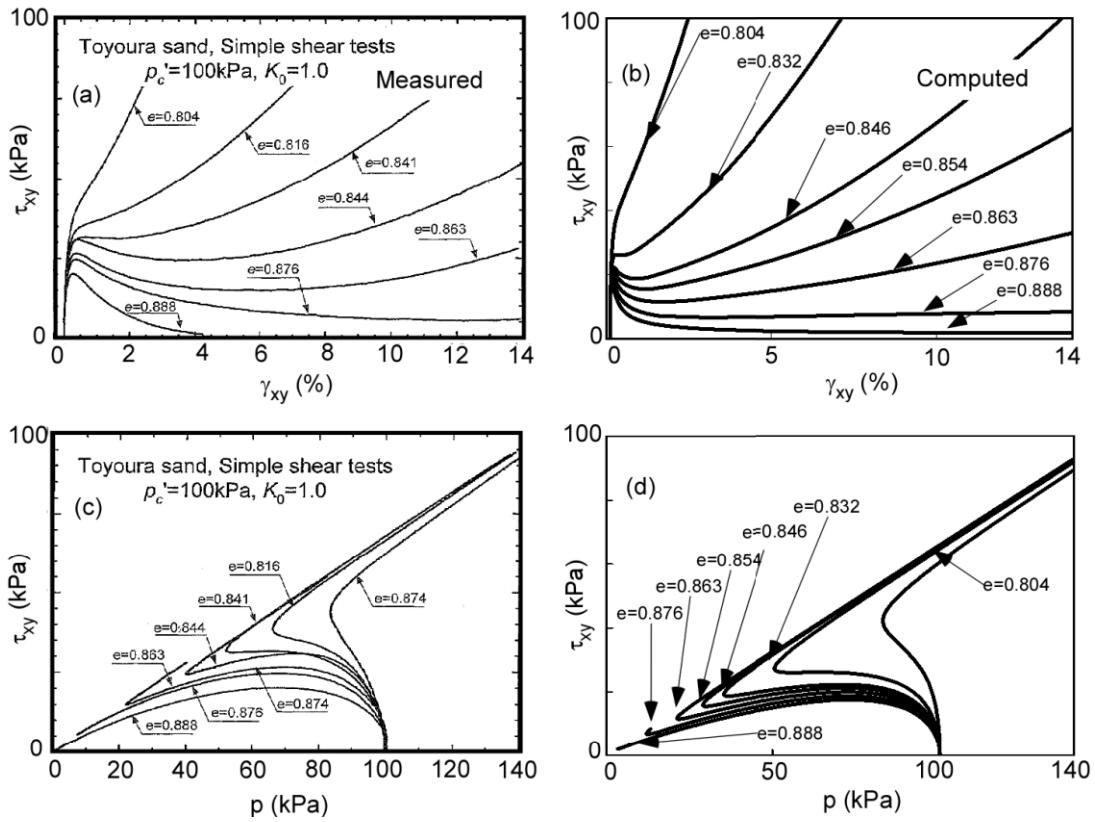 100
Toyoura sand, Simple shear tests
pc'=100kPa, K0=1.0
(a)
Measured
e=0.804
e=0.816
e=0.841
e=0.844
e=0.863
e=0.876
e=0.888
τxy (kPa)
0
0 2 4 6 8 10 12 14
γxy (%)
100
(b)
Computed
e=0.804
e=0.832
e=0.846
e=0.854
e=0.863
e=0.876
e=0.888
τxy (kPa)
0
0 5 10 14
γxy (%)
100
Toyoura sand, Simple shear tests
pc'=100kPa, K0=1.0
(c)
e=0.816
e=0.874
e=0.841
e=0.844
e=0.863
e=0.874
e=0.876
e=0.888
τxy (kPa)
0
0 20 40 60 80 100 120 140
p (kPa)
100
(d)
e=0.832
e=0.846
e=0.854
e=0.863
e=0.876
e=0.804
e=0.888
τxy (kPa)
0
0 50 100 140
p (kPa)